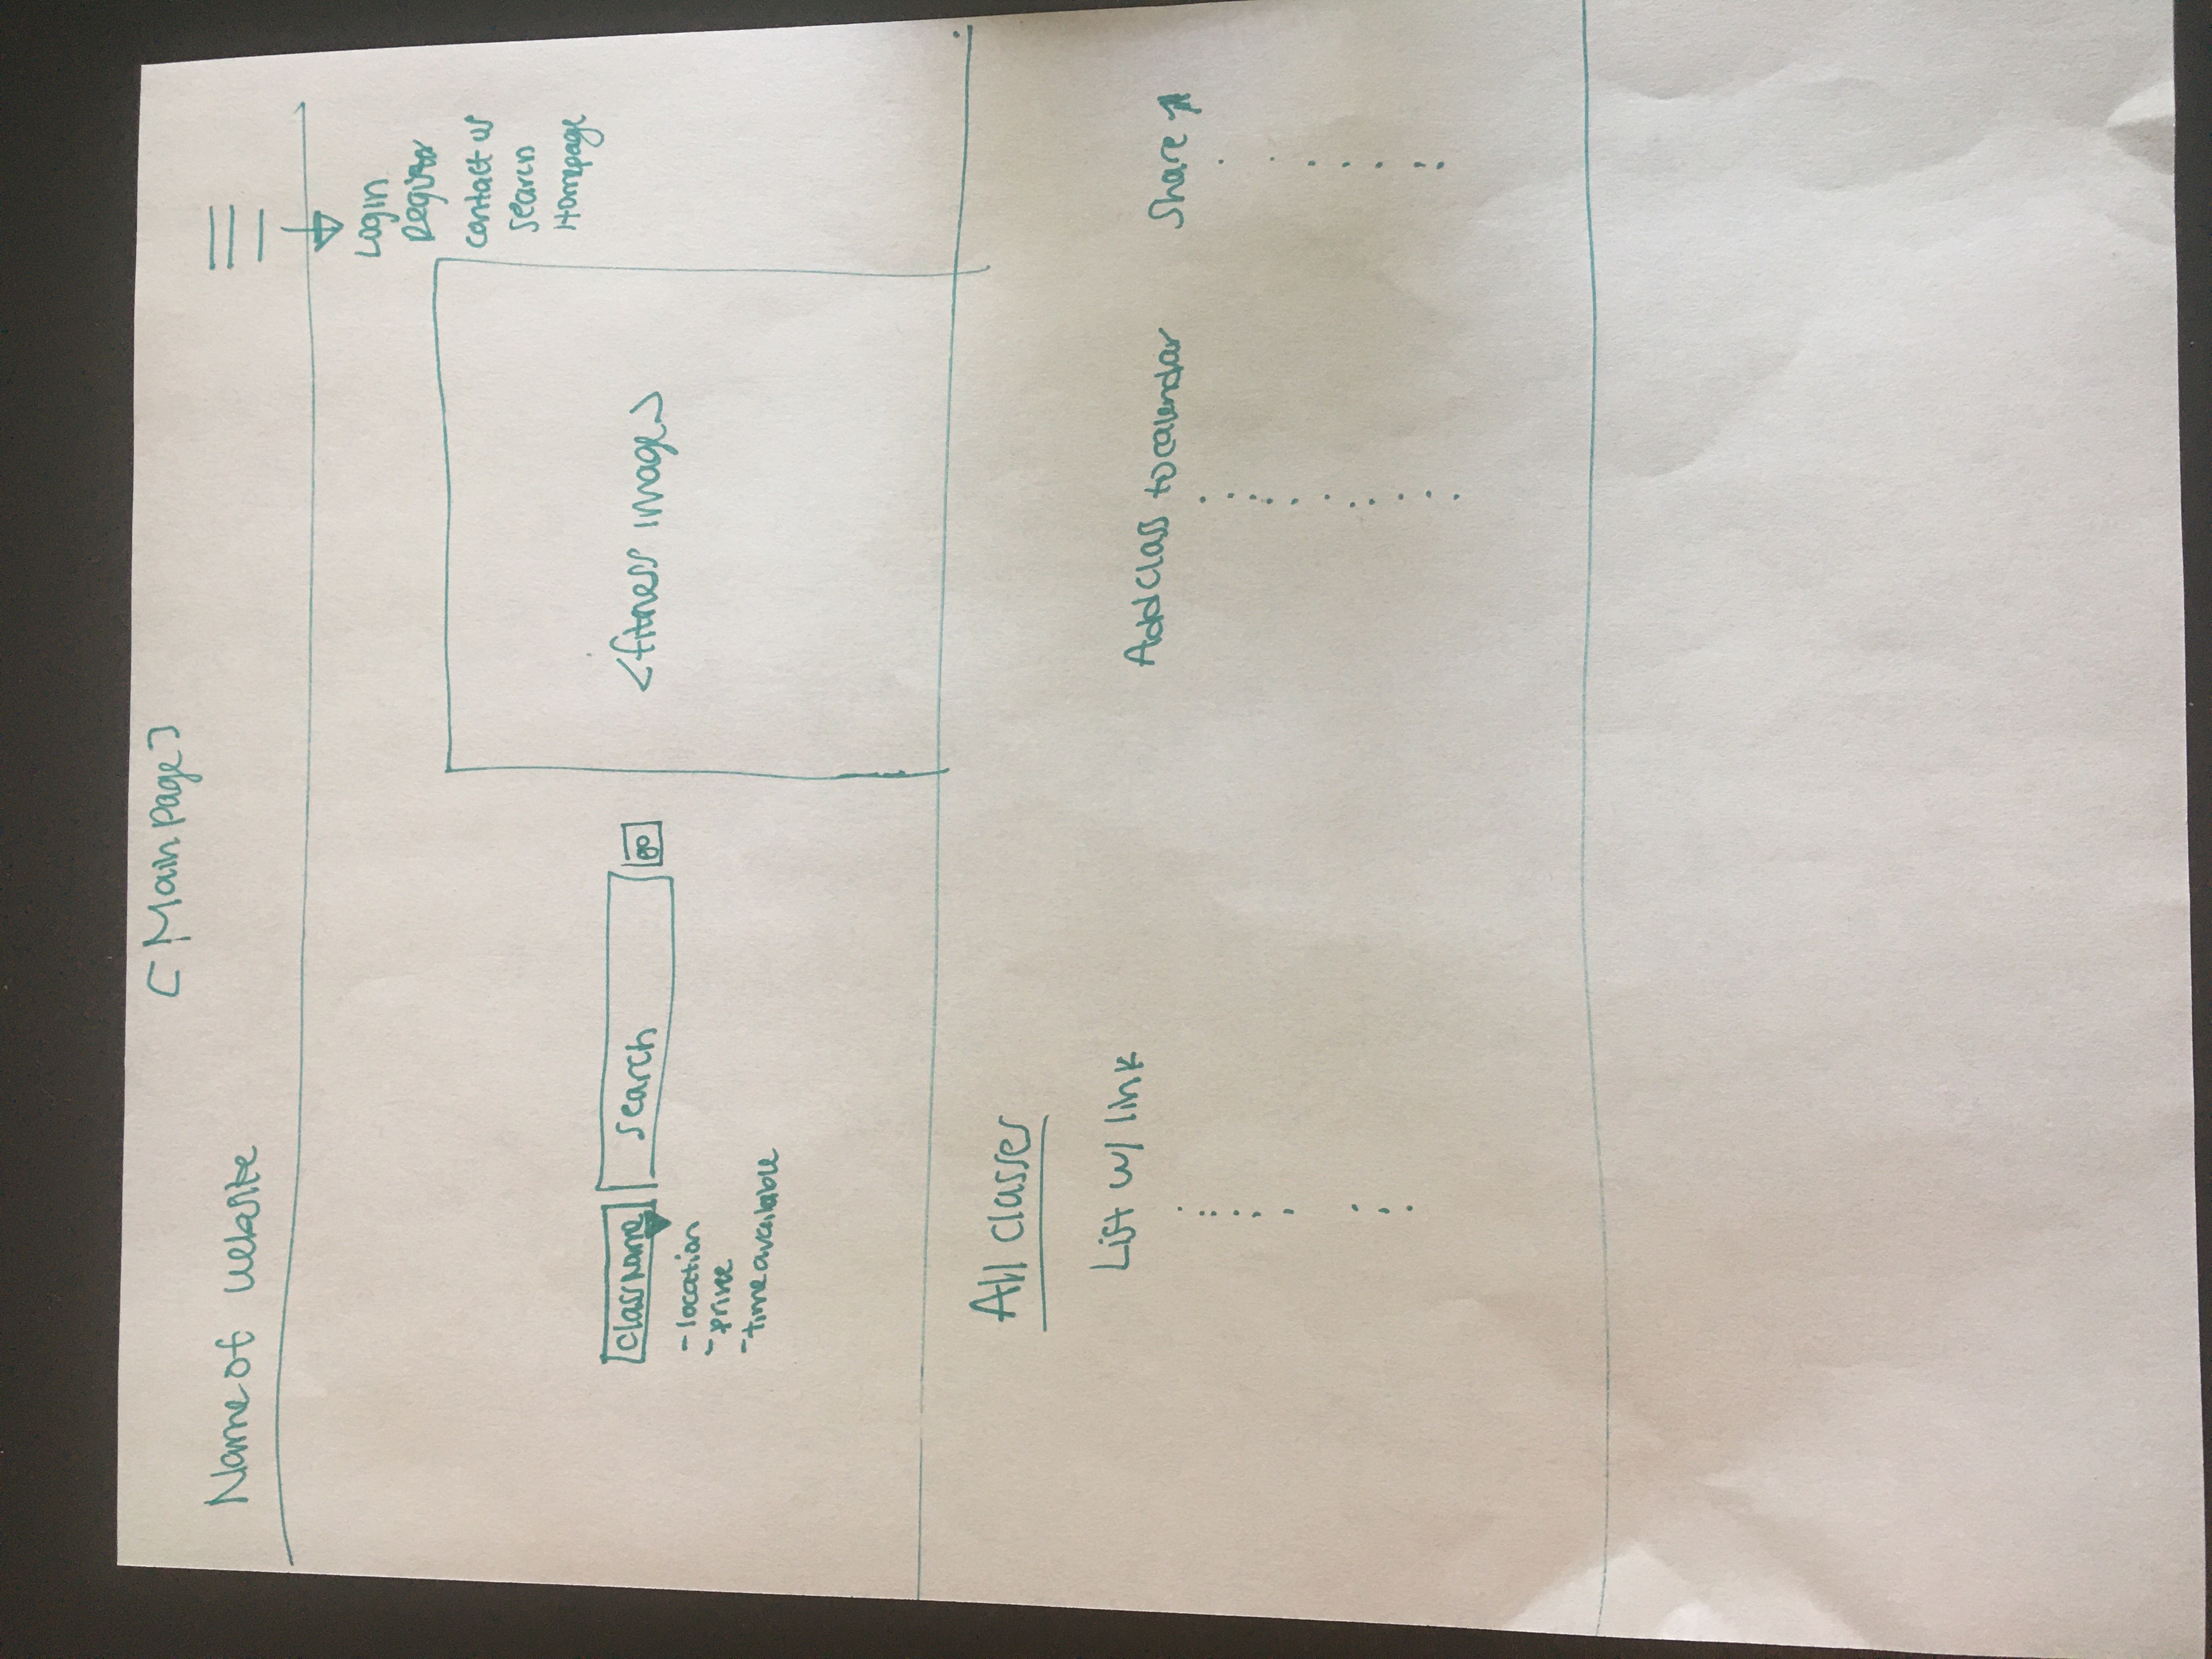 [Main page]
Name of website
Login
Register
contact us
search
Homepage
class name
search
go
<fitness image>
- location
- price
- time available
All classes
List w/ link
Add class to calendar
Share